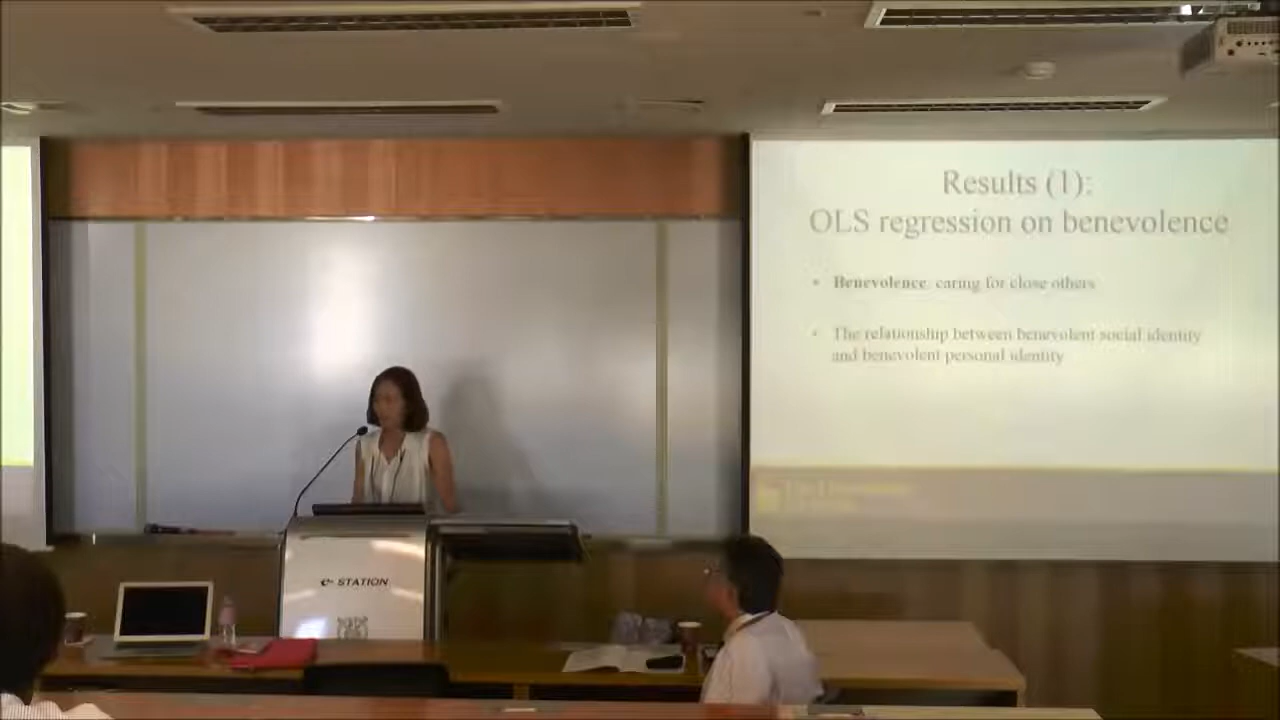 Results (1):
OLS regression on benevolence
• Benevolence: caring for close others
• The relationship between benevolent social identity
and benevolent personal identity
e-STATION